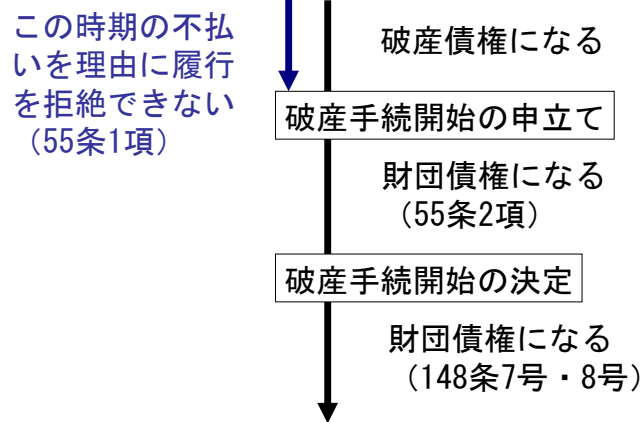 この時期の不払
いを理由に履行
を拒絶できない
（55条1項）
破産債権になる
破産手続開始の申立て
財団債権になる
（55条2項）
破産手続開始の決定
財団債権になる
（148条7号・8号）